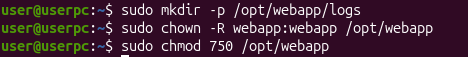 user@userpc:~$ sudo mkdir -p /opt/webapp/logs
user@userpc:~$ sudo chown -R webapp:webapp /opt/webapp
user@userpc:~$ sudo chmod 750 /opt/webapp